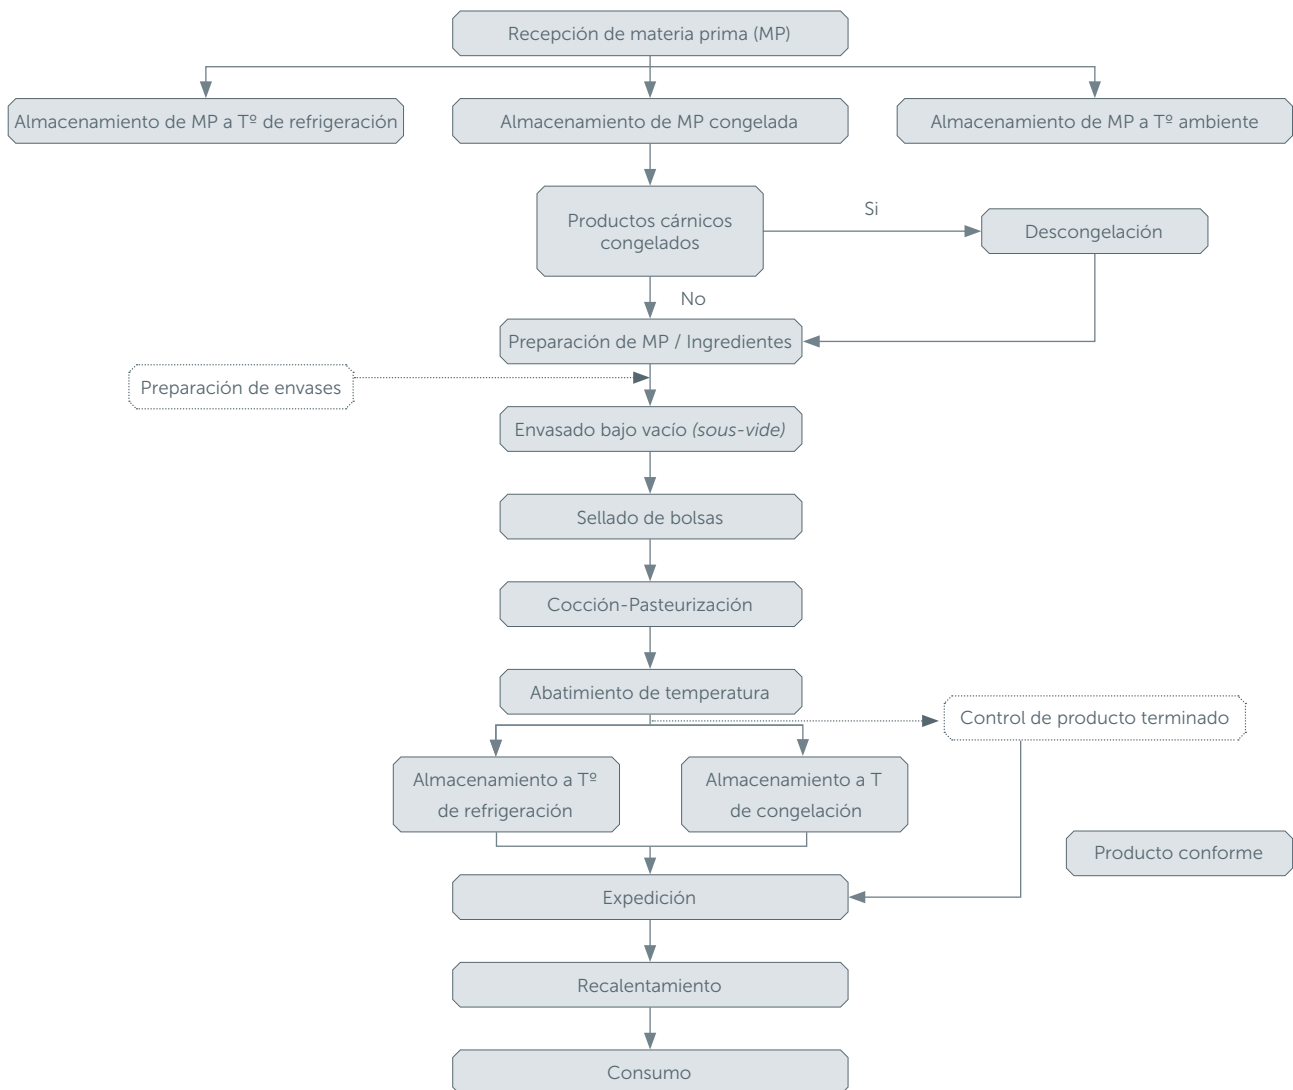 Recepción de materia prima (MP)
Almacenamiento de MP a Tº de refrigeración
Almacenamiento de MP congelada
Almacenamiento de MP a Tº ambiente
Productos cárnicos
congelados
Si
Descongelación
No
Preparación de MP / Ingredientes
Preparación de envases
Envasado bajo vacío (sous-vide)
Sellado de bolsas
Cocción-Pasteurización
Abatimiento de temperatura
Control de producto terminado
Almacenamiento a Tº
de refrigeración
Almacenamiento a T
de congelación
Producto conforme
Expedición
Recalentamiento
Consumo